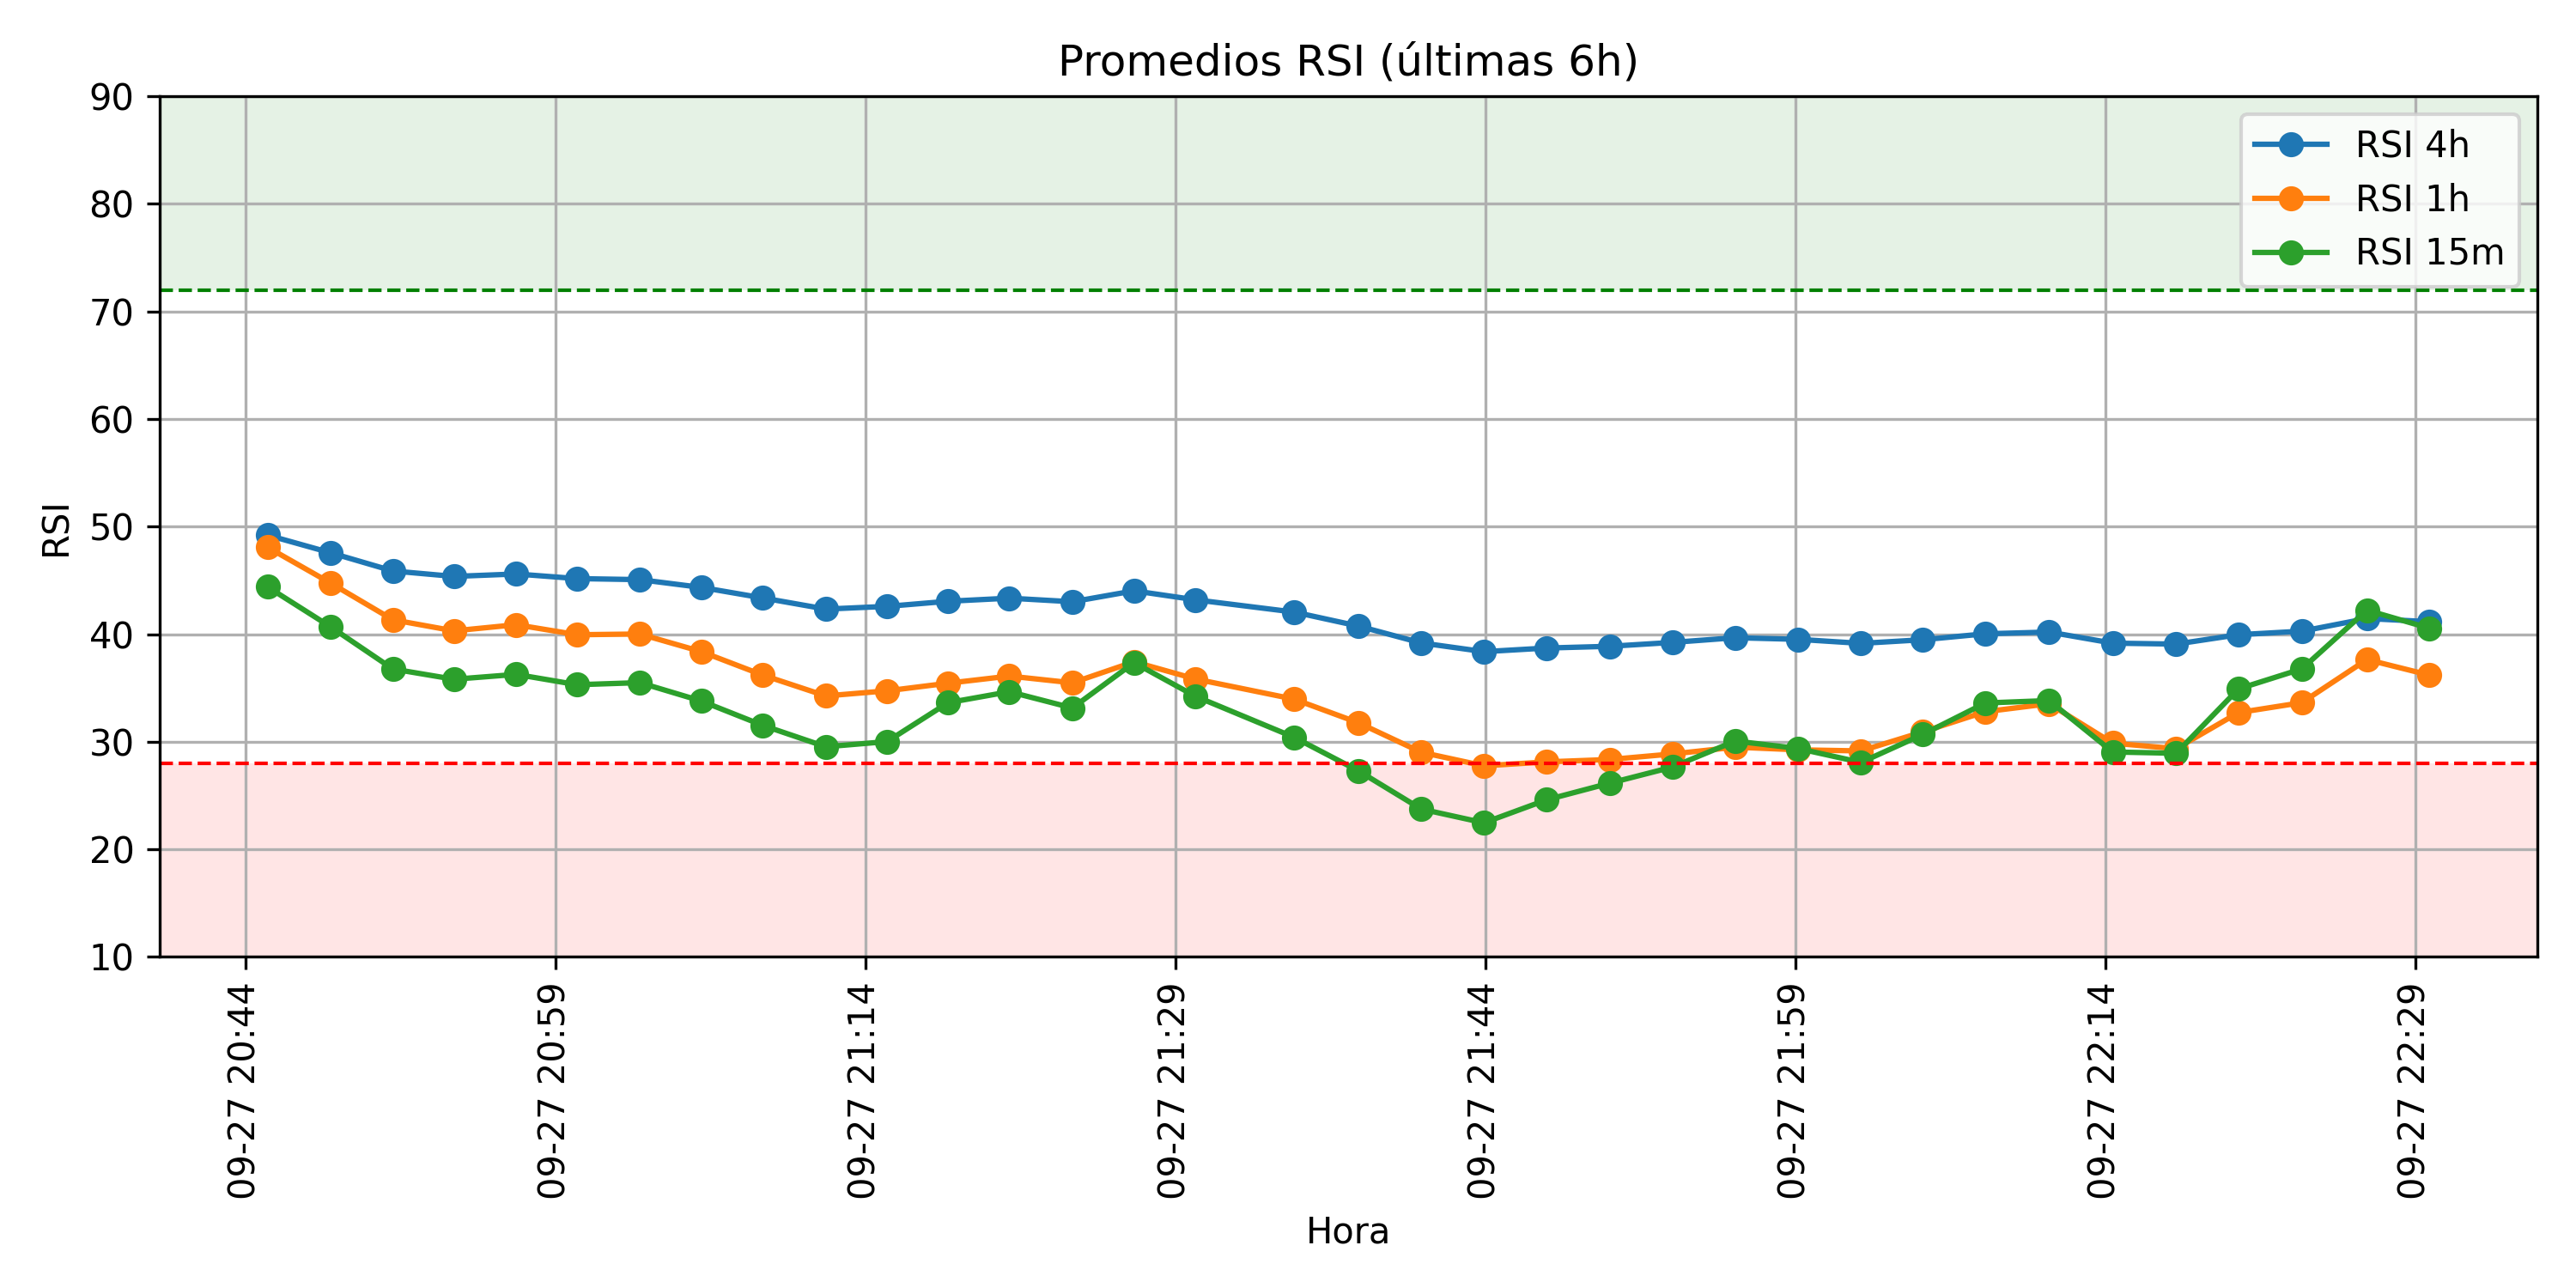 Promedios RSI (últimas 6h)
90
80
70
60
50
40
30
20
10
RSI
RSI 4h
RSI 1h
RSI 15m
09-27 20:44
09-27 20:59
09-27 21:14
09-27 21:29
09-27 21:44
09-27 21:59
09-27 22:14
09-27 22:29
Hora